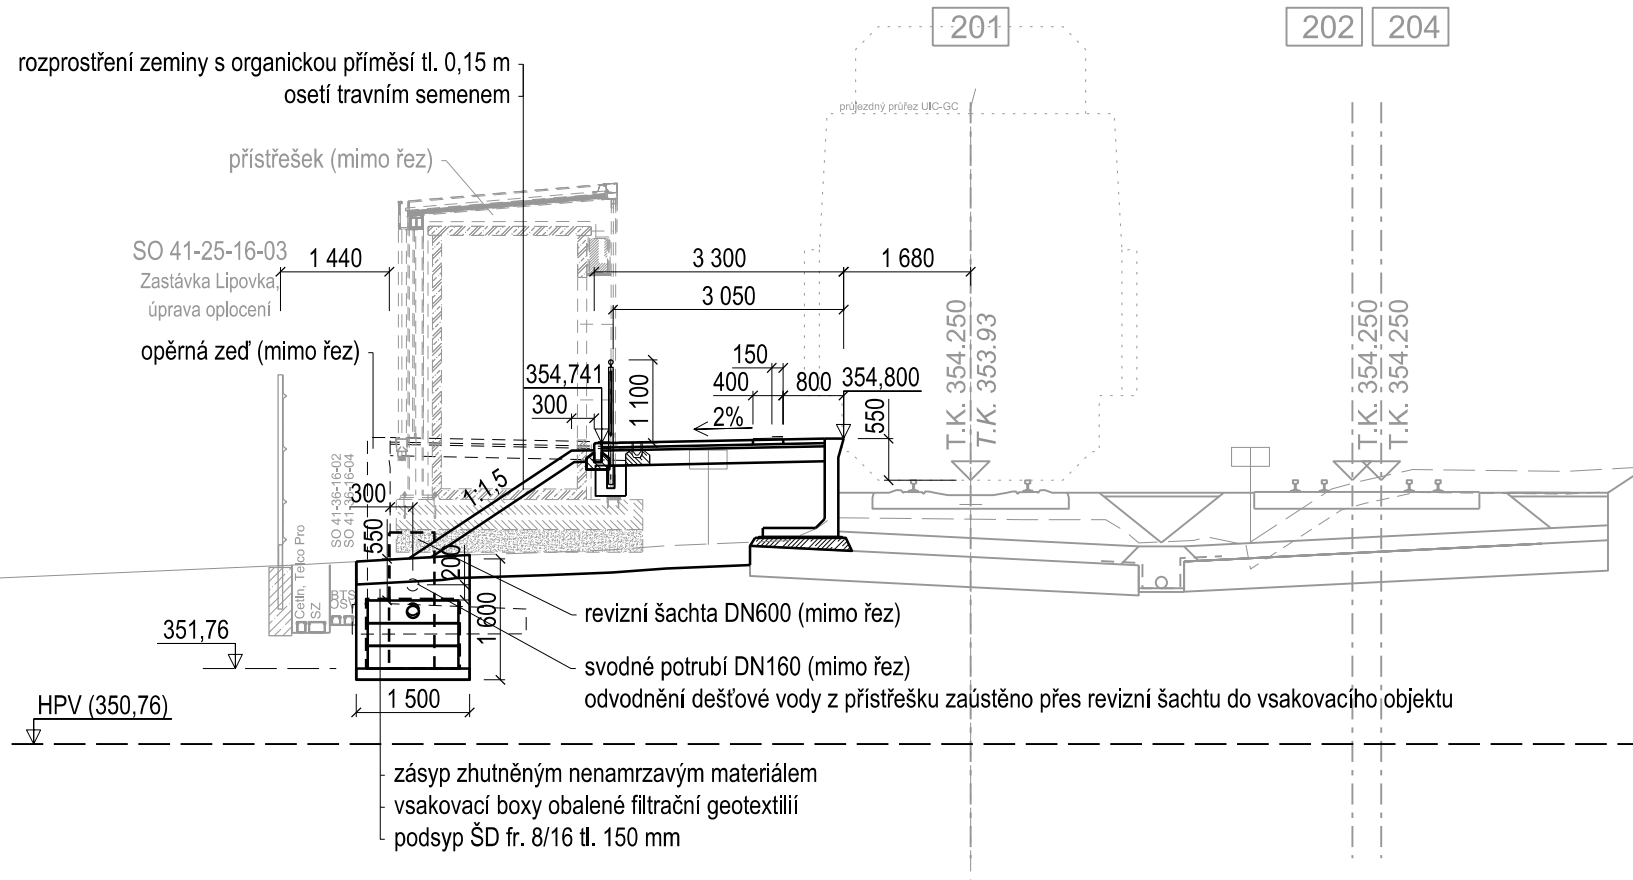 201
202
204
rozprostření zeminy s organickou příměsí tl. 0,15 m
osetí travním semenem
průjezdný průřez UIC-GC
přístřešek (mimo řez)
SO 41-25-16-03
Zastávka Lipovka,
úprava oplocení
1 440
3 300
1 680
3 050
opěrná zeď (mimo řez)
T.K. 354.250
T.K. 353.93
T.K. 354.250
T.K. 354.250
354,741
1 100
150
400
800
354,800
550
300
2%
1:1,5
300
SO 41-36-16-02
SO 41-36-16-04
550
200
Cetin, Telco Pro
SZ
1 600
revizní šachta DN600 (mimo řez)
351,76
svodné potrubí DN160 (mimo řez)
odvodnění dešťové vody z přístřešku zaústěno přes revizní šachtu do vsakovacího objektu
1 500
HPV (350,76)
zásyp zhutněným nenamrzavým materiálem
vsakovací boxy obalené filtrační geotextilií
podsyp ŠD fr. 8/16 tl. 150 mm